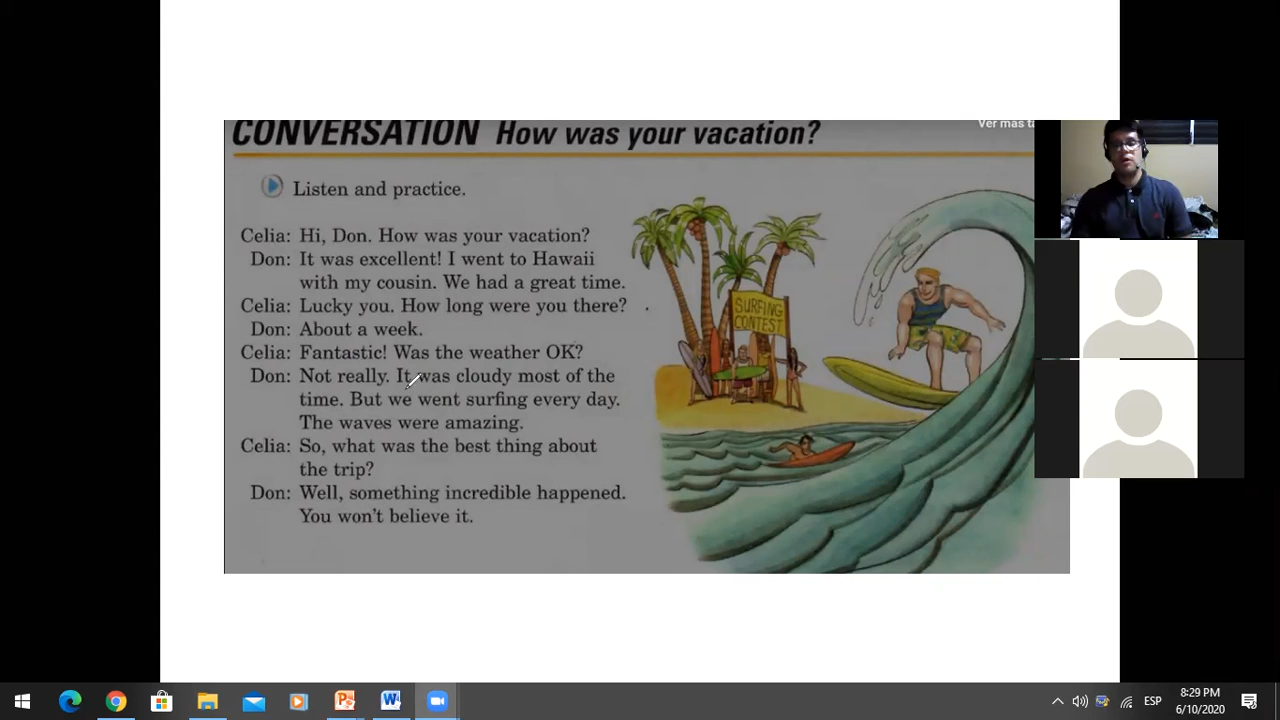 CONVERSATION How was your vacation?
Ver mas ta
Listen and practice.
Celia: Hi, Don. How was your vacation?
Don: It was excellent! I went to Hawaii
with my cousin. We had a great time.
Celia: Lucky you. How long were you there?
Don: About a week.
Celia: Fantastic! Was the weather OK?
Don: Not really. It was cloudy most of the
time. But we went surfing every day.
The waves were amazing.
Celia: So, what was the best thing about
the trip?
Don: Well, something incredible happened.
You won't believe it.
SURFING
CONTEST
ESP
8:29 PM
6/10/2020